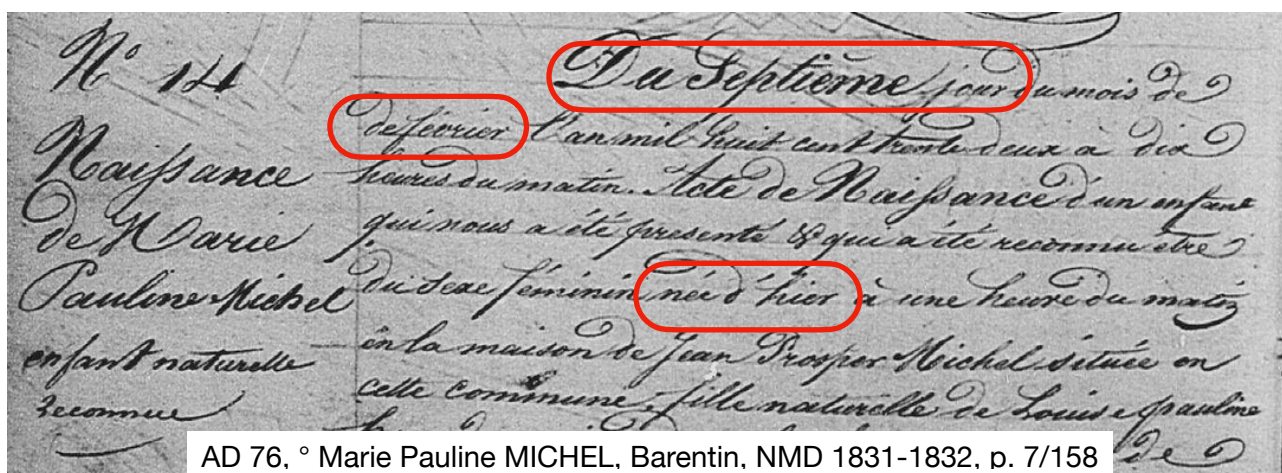 N° 14
Naissance
de Marie
Pauline Michel
enfant naturelle
reconnue
Du Septième jour du mois de
de février l'an mil huit cent trente deux à dix
heures du matin. Acte de Naissance d'un enfant
qui nous a été presenté & qui a été reconnu etre
du Sexe féminin née d'hier à une heure du matin
en la maison de Jean Prosper Michel située en
cette commune, fille naturelle de Louise pauline
de
AD 76, ° Marie Pauline MICHEL, Barentin, NMD 1831-1832, p. 7/158